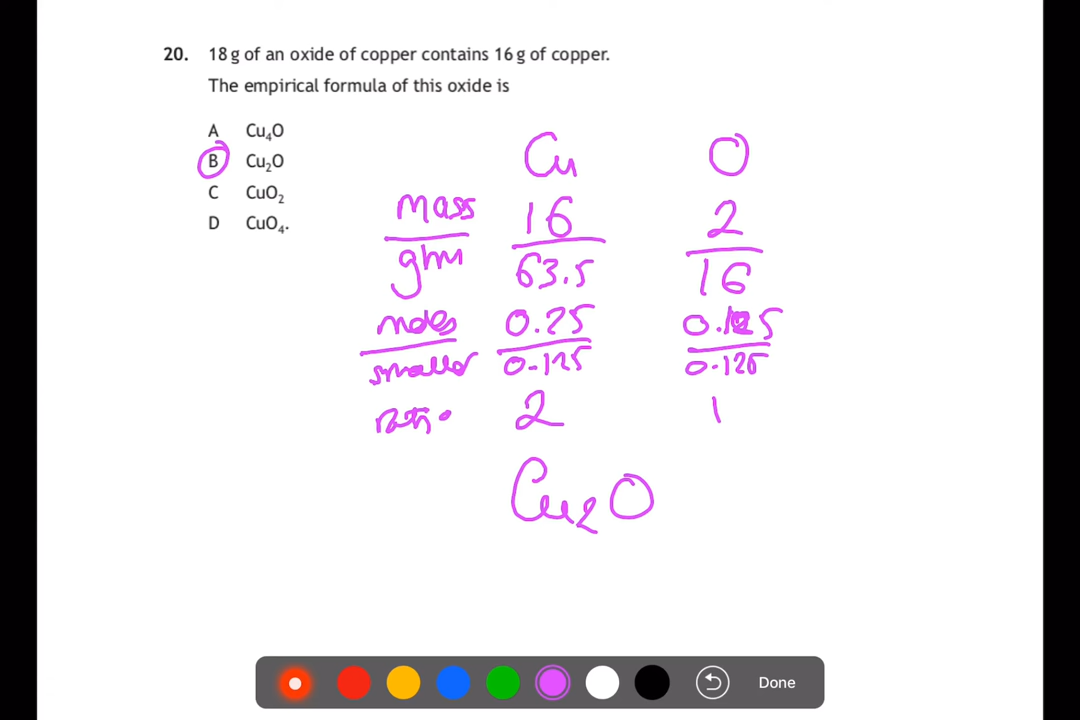 20. 18 g of an oxide of copper contains 16 g of copper.
The empirical formula of this oxide is
A Cu₄O
B Cu₂O
C CuO₂
D CuO₄.
Cu O
mass 16 2
gfm 63.5 16
moles 0.25 0.125
smaller 0.125 0.125
ratio 2 1
Cu₂O
Done